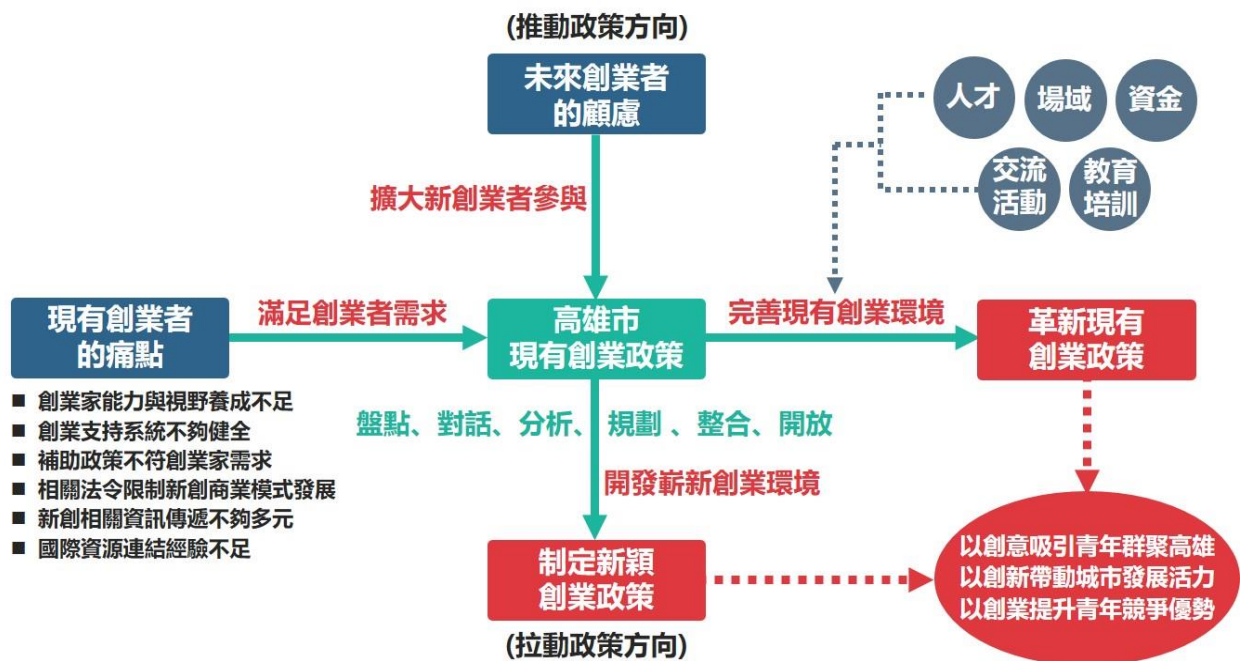 (推動政策方向)
未來創業者
的顧慮
人才
場域
資金
交流
活動
教育
培訓
擴大新創業者參與
現有創業者
的痛點
滿足創業者需求
高雄市
現有創業政策
完善現有創業環境
革新現有
創業政策
■ 創業家能力與視野養成不足
■ 創業支持系統不夠健全
■ 補助政策不符創業家需求
■ 相關法令限制新創商業模式發展
■ 新創相關資訊傳遞不夠多元
■ 國際資源連結經驗不足
盤點、對話、分析、規劃、整合、開放
開發嶄新創業環境
制定新穎
創業政策
(拉動政策方向)
以創意吸引青年群聚高雄
以創新帶動城市發展活力
以創業提升青年競爭優勢